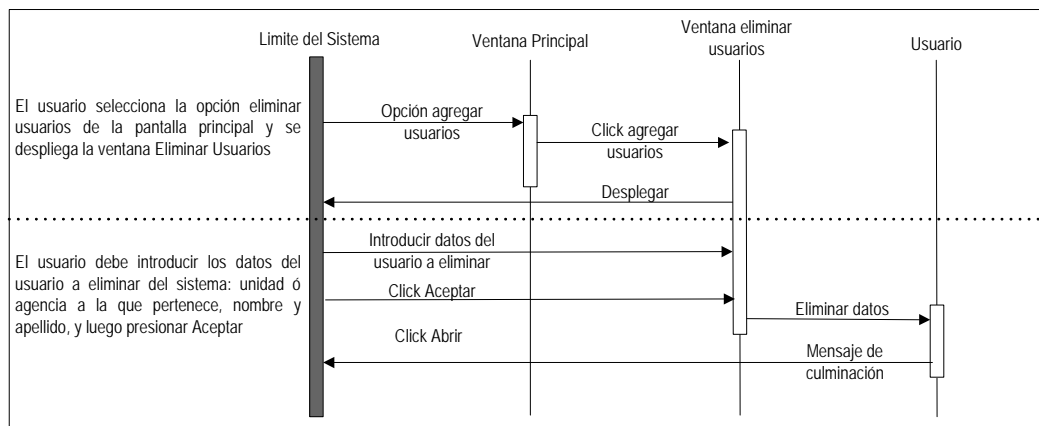 Limite del Sistema
Ventana Principal
Ventana eliminar
usuarios
Usuario
El usuario selecciona la opción eliminar
usuarios de la pantalla principal y se
despliega la ventana Eliminar Usuarios
Opción agregar
usuarios
Click agregar
usuarios
Desplegar
El usuario debe introducir los datos del
usuario a eliminar del sistema: unidad ó
agencia a la que pertenece, nombre y
apellido, y luego presionar Aceptar
Introducir datos del
usuario a eliminar
Click Aceptar
Eliminar datos
Click Abrir
Mensaje de
culminación